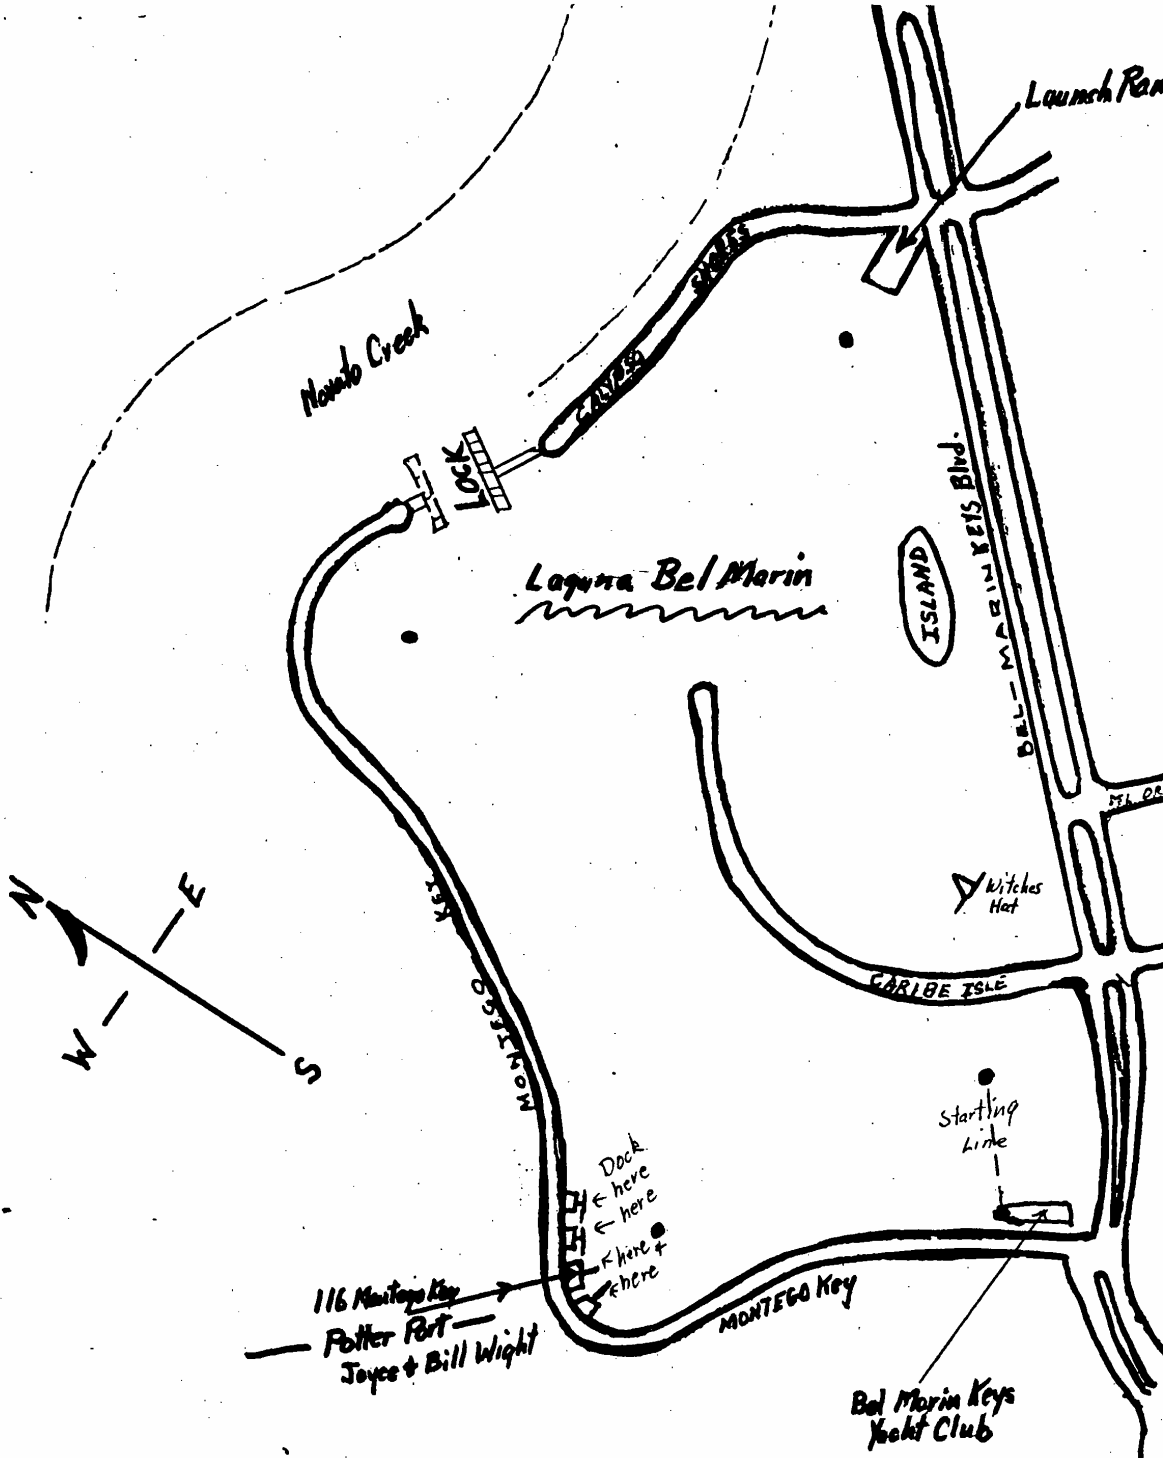 Launch Ram
SHORES
CALYPSO
Novato Creek
LOCK
Laguna Bel Marin
ISLAND
BEL-MARIN KEYS Blvd.
Witches
Hat
N
E
W
S
KEY
MONTEGO
CARIBE ISLE
Starting
Line
Dock
here
here
here +
here
116 Montego Key
Potter Port
Joyce + Bill Wight
MONTEGO Key
Bel Marin Keys
Yacht Club